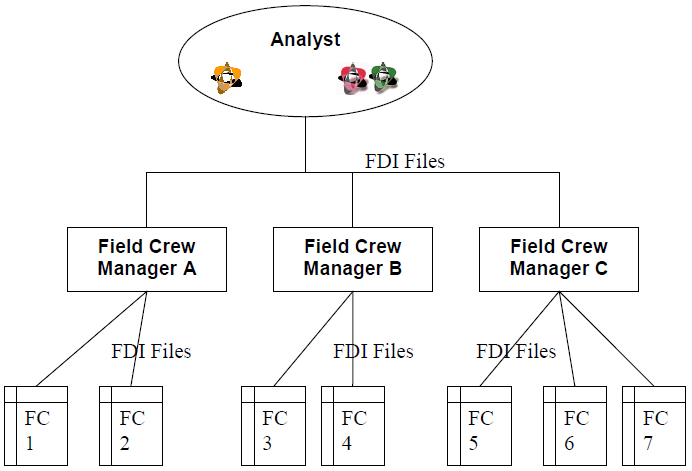 Analyst
FDI Files
Field Crew
Manager A
Field Crew
Manager B
Field Crew
Manager C
FDI Files
FDI Files
FDI Files
FC
1
FC
2
FC
3
FC
4
FC
5
FC
6
FC
7